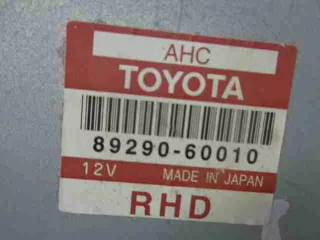 AHC
TOYOTA
89290-60010
12V MADE IN JAPAN
RHD